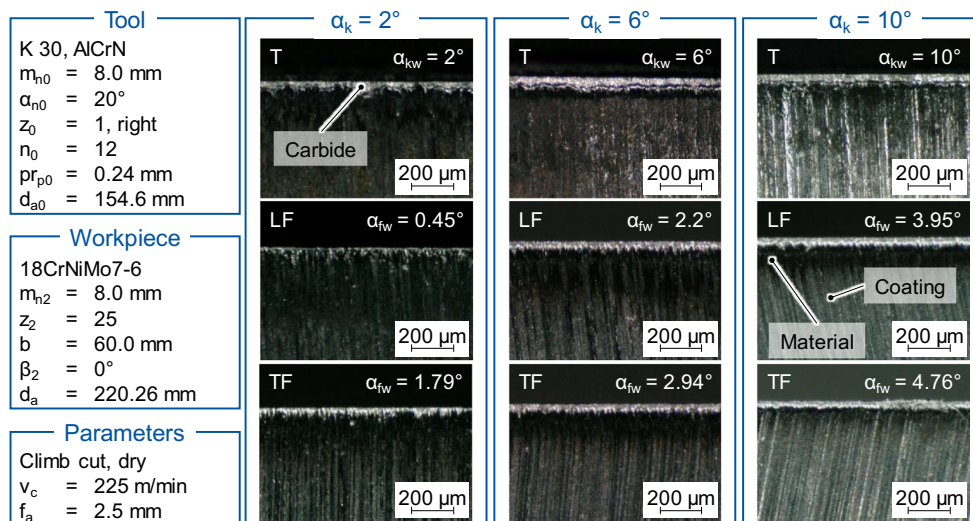 Tool
K 30, AlCrN
mn0 = 8.0 mm
αn0 = 20°
z0 = 1, right
n0 = 12
prp0 = 0.24 mm
da0 = 154.6 mm
Workpiece
18CrNiMo7-6
mn2 = 8.0 mm
z2 = 25
b = 60.0 mm
β2 = 0°
da = 220.26 mm
Parameters
Climb cut, dry
vc = 225 m/min
fa = 2.5 mm
αk = 2°
T αkw = 2°
Carbide
200 µm
LF αfw = 0.45°
200 µm
TF αfw = 1.79°
200 µm
αk = 6°
T αkw = 6°
200 µm
LF αfw = 2.2°
200 µm
TF αfw = 2.94°
200 µm
αk = 10°
T αkw = 10°
200 µm
LF αfw = 3.95°
Coating
Material
200 µm
TF αfw = 4.76°
200 µm